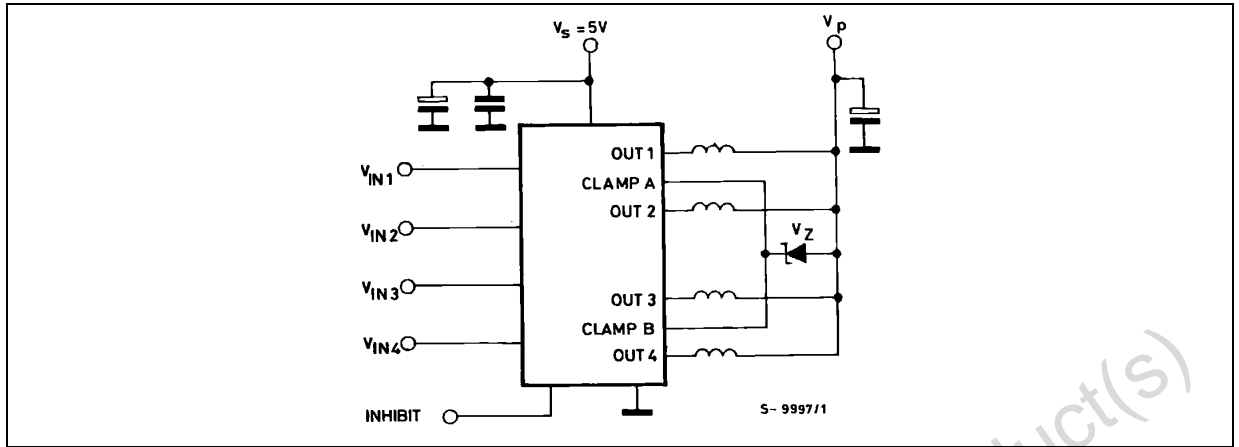 Vs = 5V
Vp
OUT 1
CLAMP A
OUT 2
VZ
OUT 3
CLAMP B
OUT 4
VIN1
VIN2
VIN3
VIN4
INHIBIT
S- 9997/1
duct(s)